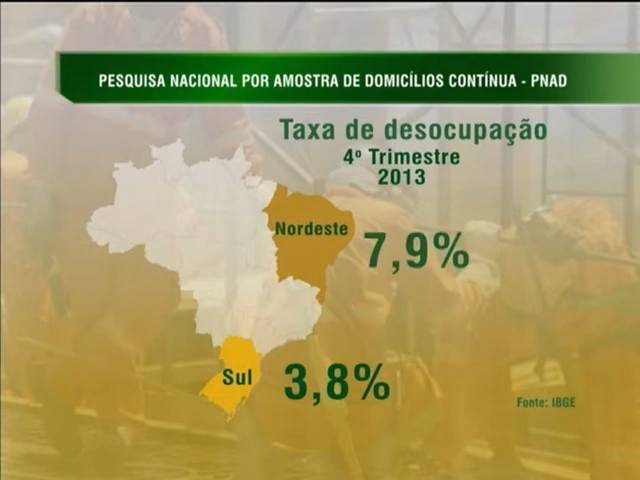 PESQUISA NACIONAL POR AMOSTRA DE DOMICÍLIOS CONTÍNUA - PNAD
Taxa de desocupação
4º Trimestre
2013
Nordeste
7,9%
Sul
3,8%
Fonte: IBGE